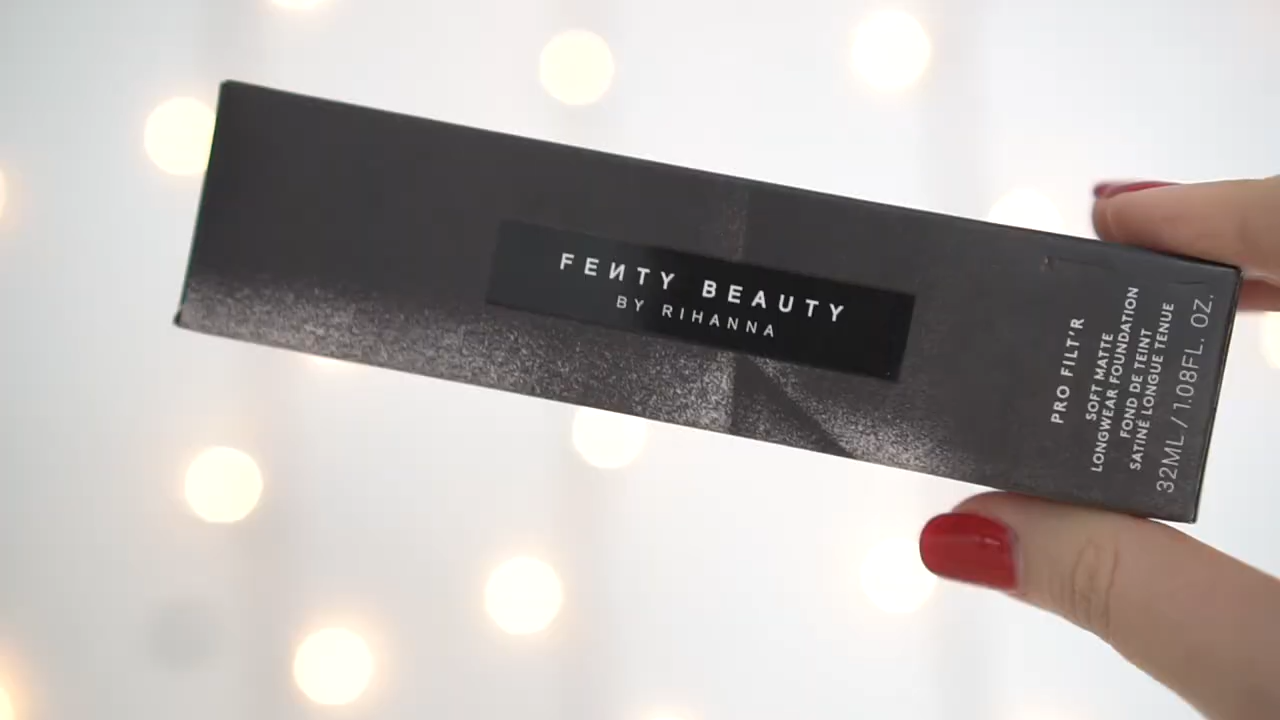 FEИTY BEAUTY
BY RIHANNA
PRO FILT'R
SOFT MATTE
LONGWEAR FOUNDATION
FOND DE TEINT
SATINÉ LONGUE TENUE
32ML / 1.08FL. OZ.